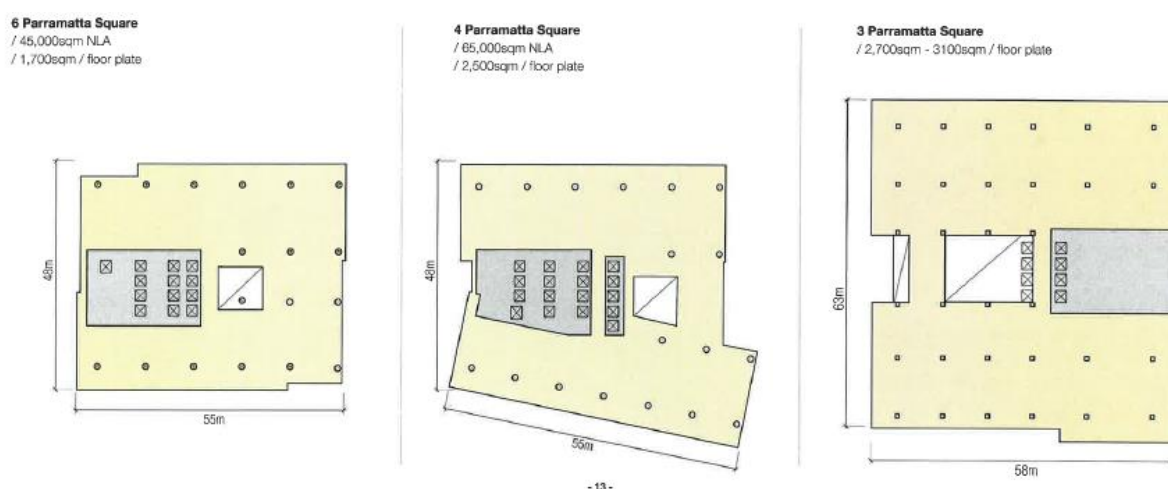 6 Parramatta Square
/ 45,000sqm NLA
/ 1,700sqm / floor plate
48m
55m
4 Parramatta Square
/ 65,000sqm NLA
/ 2,500sqm / floor plate
48m
55m
- 13 -
3 Parramatta Square
/ 2,700sqm - 3100sqm / floor plate
63m
58m